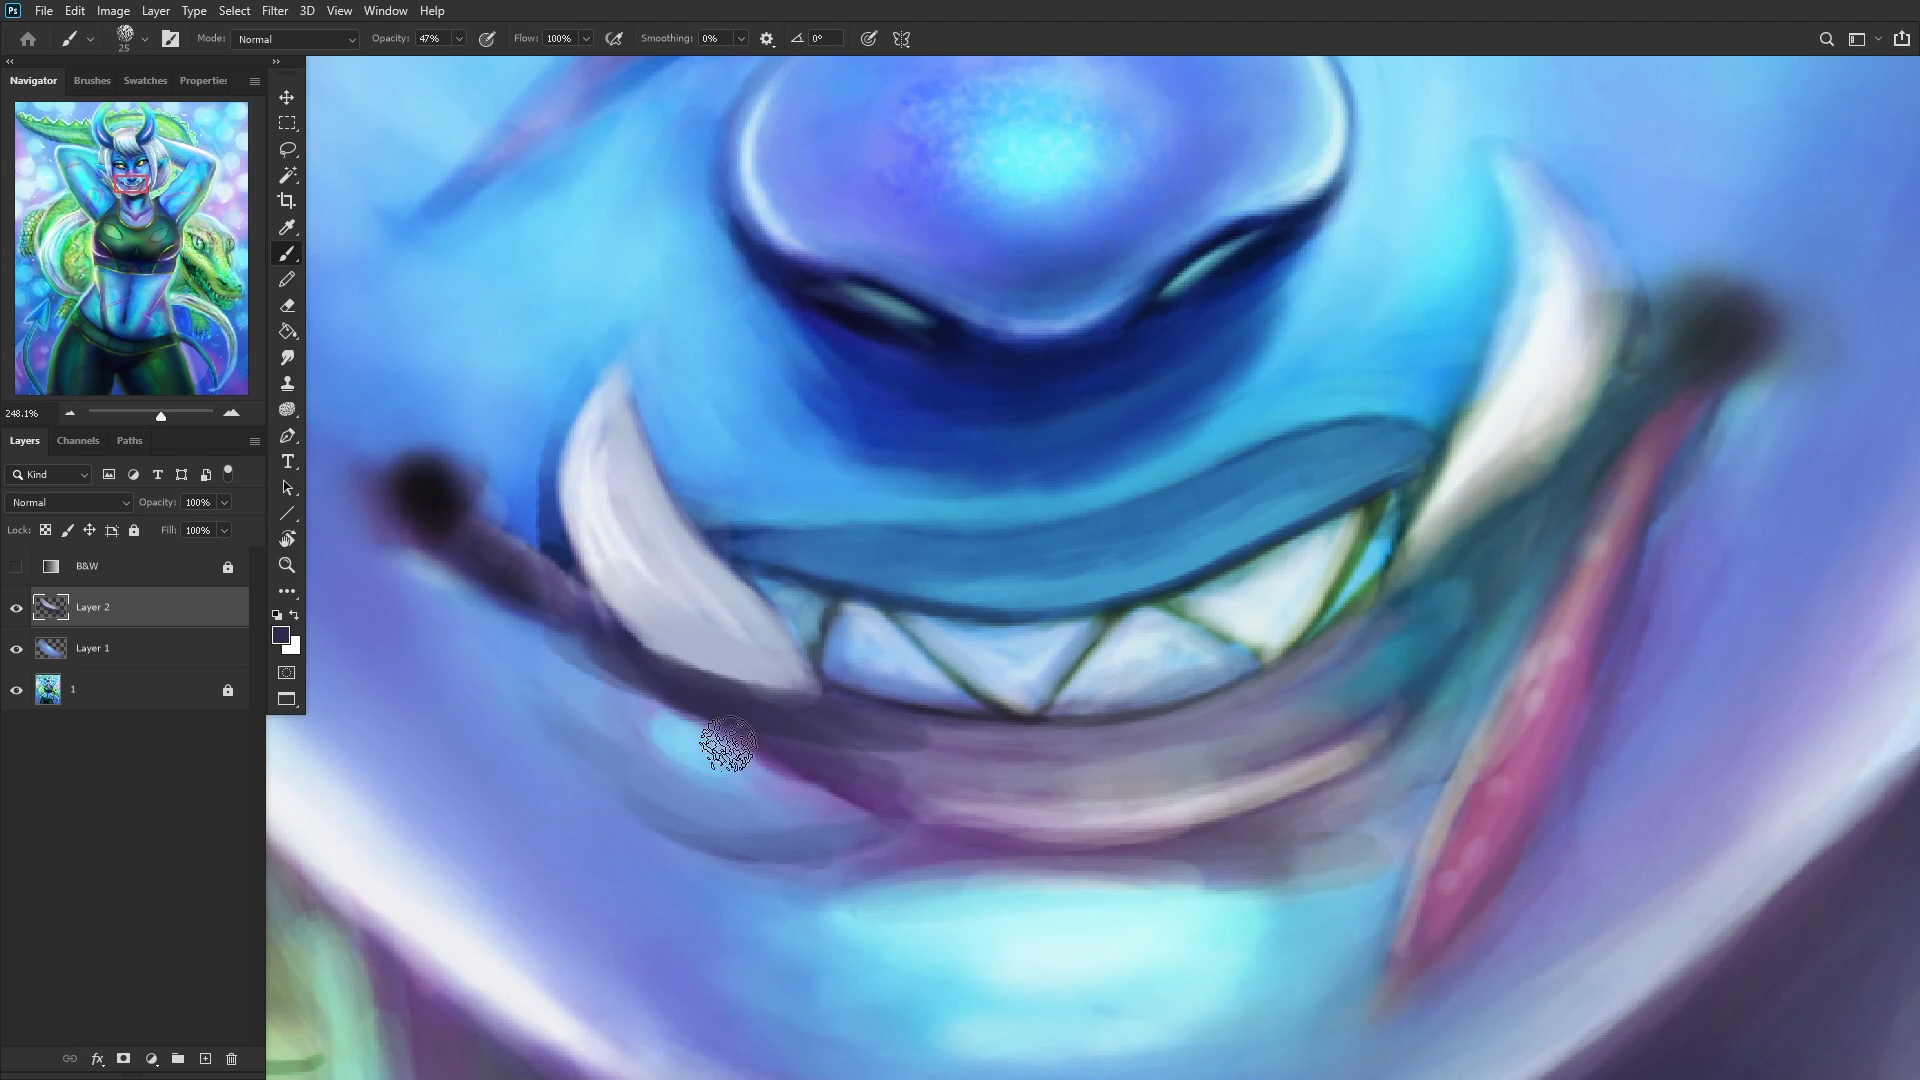 Ps File Edit Image Layer Type Select Filter 3D View Window Help
25 Mode: Normal Opacity: 47% Flow: 100% Smoothing: 0% 0°
Navigator Brushes Swatches Properties
248.1%
Layers Channels Paths
Kind
Normal Opacity: 100%
Lock: Fill: 100%
B&W
Layer 2
Layer 1
1
fx